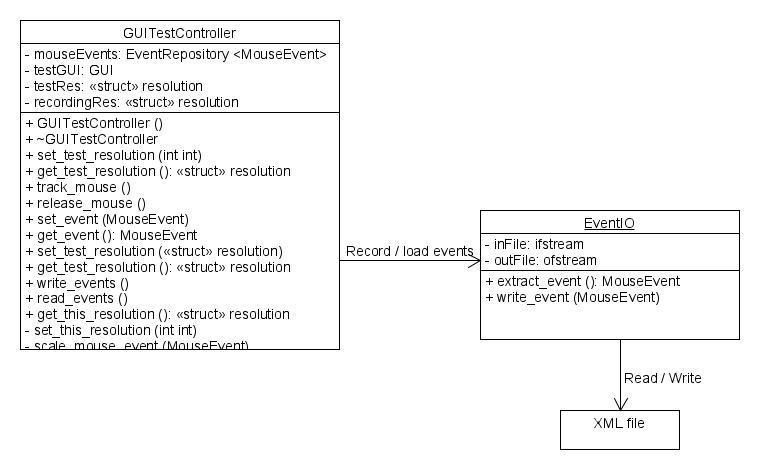 GUITestController
- mouseEvents: EventRepository <MouseEvent>
- testGUI: GUI
- testRes: «struct» resolution
- recordingRes: «struct» resolution
+ GUITestController ()
+ ~GUITestController
+ set_test_resolution (int int)
+ get_test_resolution (): «struct» resolution
+ track_mouse ()
+ release_mouse ()
+ set_event (MouseEvent)
+ get_event (): MouseEvent
+ set_test_resolution («struct» resolution)
+ get_test_resolution (): «struct» resolution
+ write_events ()
+ read_events ()
+ get_this_resolution (): «struct» resolution
- set_this_resolution (int int)
- scale_mouse_event (MouseEvent)
Record / load events
EventIO
- inFile: ifstream
- outFile: ofstream
+ extract_event (): MouseEvent
+ write_event (MouseEvent)
Read / Write
XML file